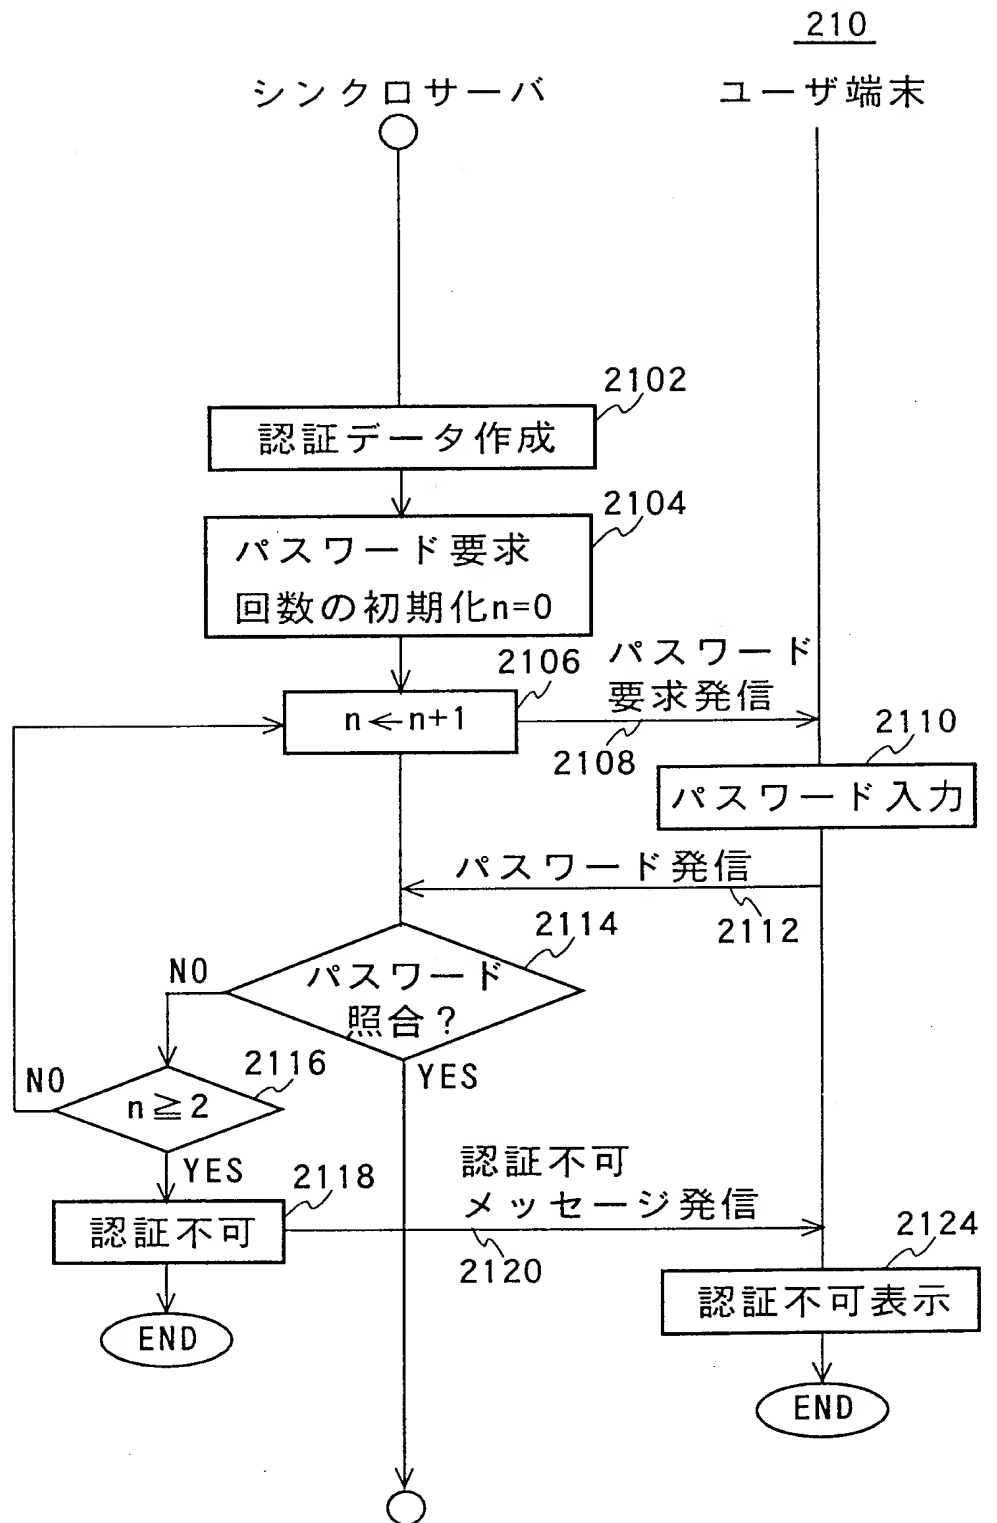 210
シンクロサーバ
ユーザ端末
2102
認証データ作成
2104
パスワード要求
回数の初期化n=0
2106
n←n+1
パスワード
要求発信
2108
2110
パスワード入力
パスワード発信
2112
2114
パスワード
照合？
NO
YES
2116
n≧2
NO
YES
2118
認証不可
認証不可
メッセージ発信
2120
2124
認証不可表示
END
END